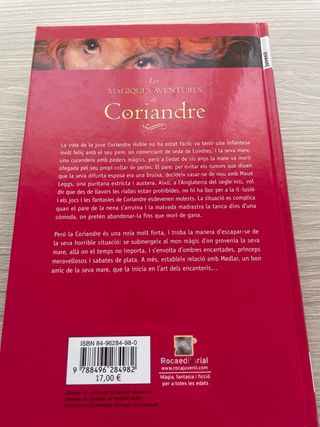 Les
MÀGIQUES AVENTURES
de
Coriandre
La vida de la jove Coriandre Hobie no ha estat fàcil: va tenir una infantesa
molt feliç amb el seu pare, un comerciant de seda de Londres, i la seva mare,
una curandera amb poders màgics, però a l'edat de sis anys la mare va morir
ofegada pel seu propi collar de perles. El pare, per evitar els rumors que diuen
que la seva difunta esposa era una bruixa, decideix casar-se de nou amb Maud
Leggs, una puritana estricta i austera. Això, a l'Anglaterra del segle XVII, vol
dir que des de llavors les rialles estan prohibides, no hi ha lloc per a la il·lusió
i els jocs i les fantasies de Coriandre esdevenen molests. La situació es complica
quan el pare de la nena s'arruïna i la malvada madrastra la tanca dins d'una
còmoda, on pretén abandonar-la fins que mori de gana.
Però la Coriandre és una noia molt forta, i troba la manera d'escapar-se de
la seva horrible situació: se submergeix al mon màgic d'on provenia la seva
mare, allà on el temps no importa, i s'envolta d'ombres encantades, princeps
meravellosos i sabates de plata. A més, estableix relació amb Medlar, un bon
amic de la seva mare, que la inicia en l'art dels encanteris…
ISBN 84-96284-98-0
9 788496 284982
17,00 €
Rocaeditorial
www.rocajuvenil.com
Màgia, fantasia i ficció
per a totes les edats